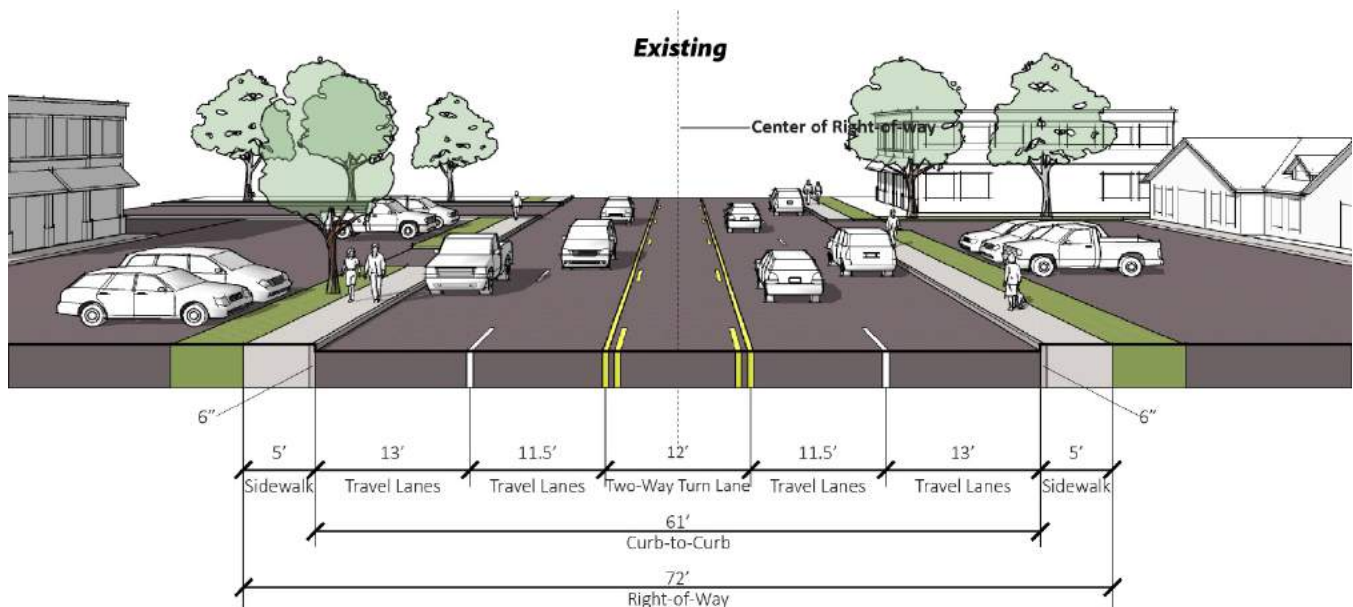 Existing
Center of Right-of-way
6”
6”
5’
13’
11.5’
12’
11.5’
13’
5’
Sidewalk
Travel Lanes
Travel Lanes
Two-Way Turn Lane
Travel Lanes
Travel Lanes
Sidewalk
61’
Curb-to-Curb
72’
Right-of-Way